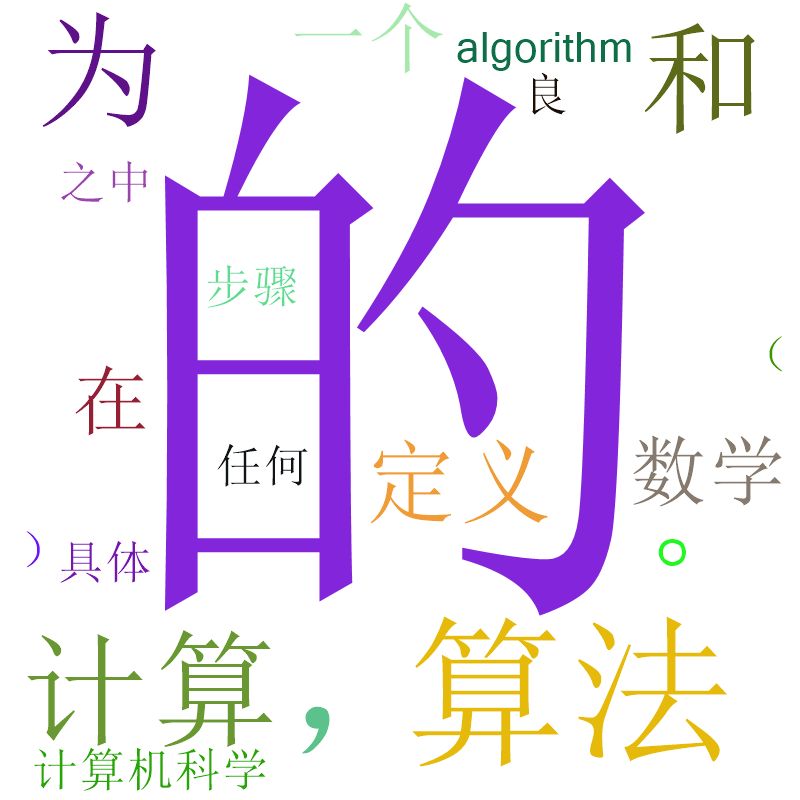 一个
algorithm
为
和
良
的
之中
步骤
（
在
任何
定义
数学
）
具体
。
计算
，
算法
计算机科学